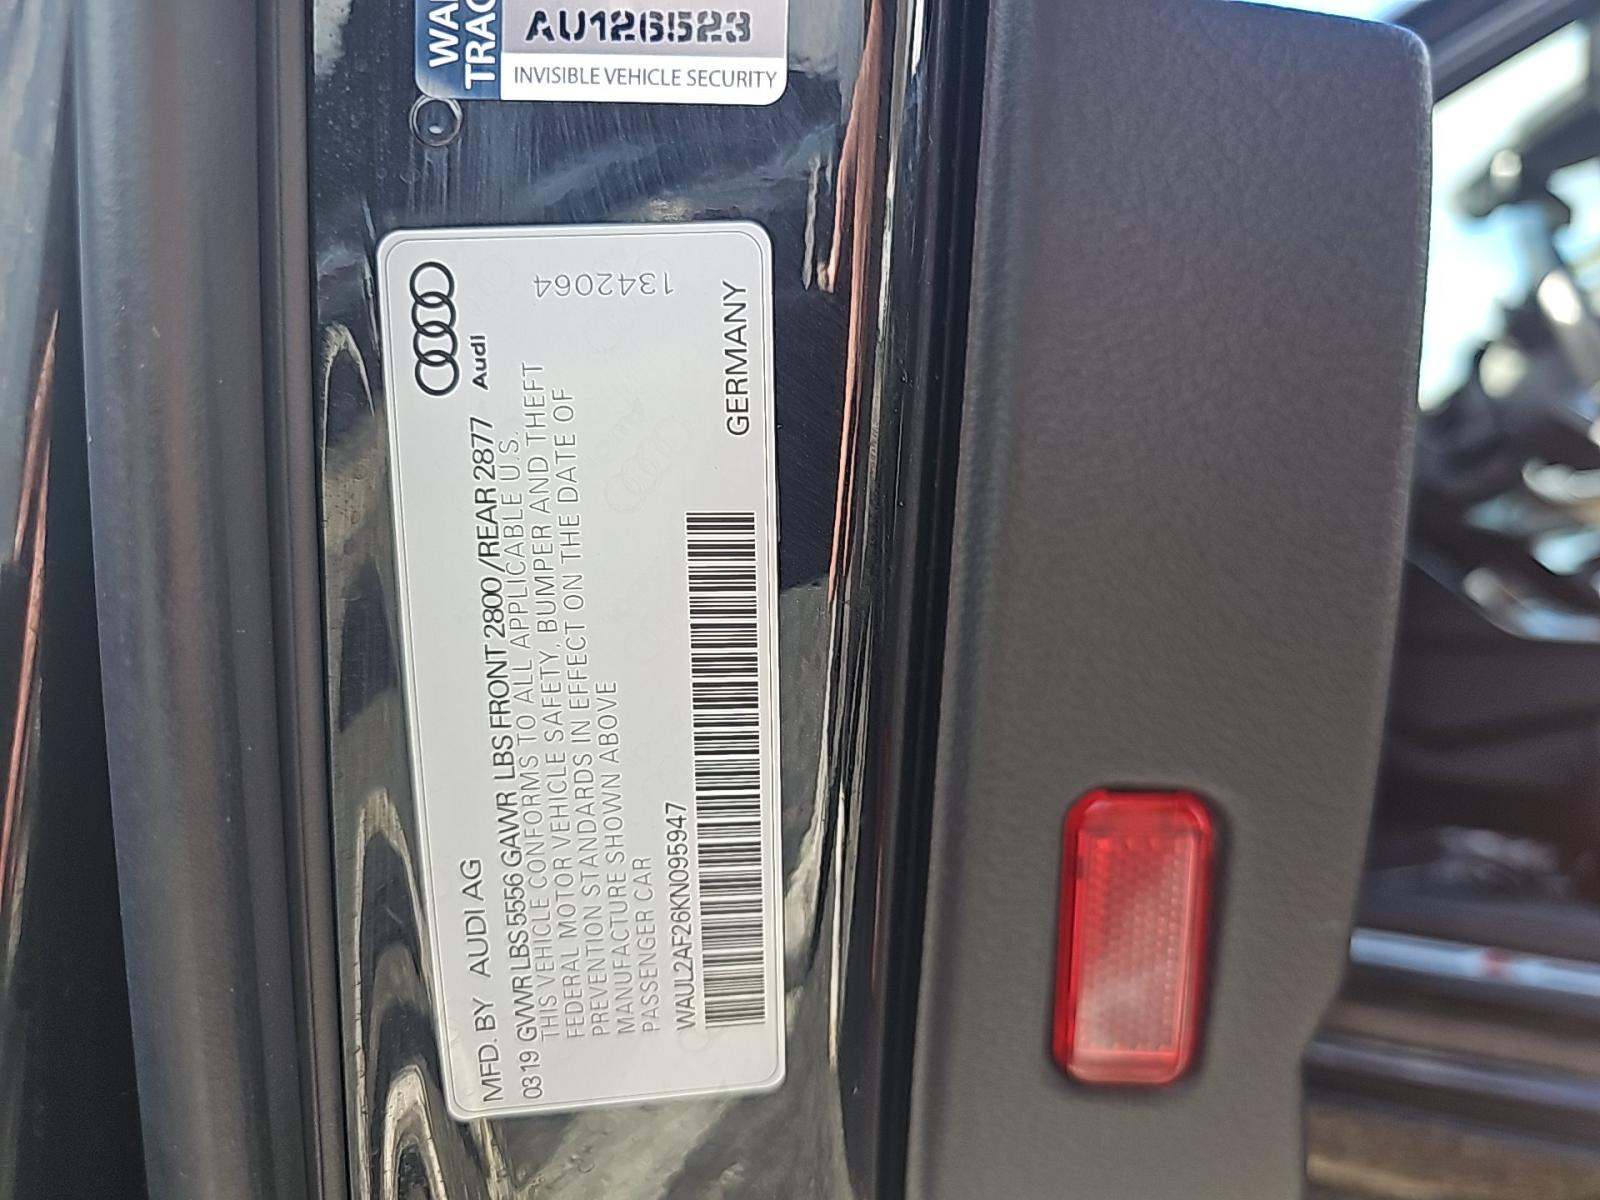 AU126523
INVISIBLE VEHICLE SECURITY
MFD. BY AUDI AG
Audi
0319 GVWR LBS 5556 GAWR LBS FRONT 2800/REAR 2877
THIS VEHICLE CONFORMS TO ALL APPLICABLE U.S.
FEDERAL MOTOR VEHICLE SAFETY, BUMPER AND THEFT
PREVENTION STANDARDS IN EFFECT ON THE DATE OF
MANUFACTURE SHOWN ABOVE
PASSENGER CAR
1342064
WAUL2AF26KN095947
GERMANY